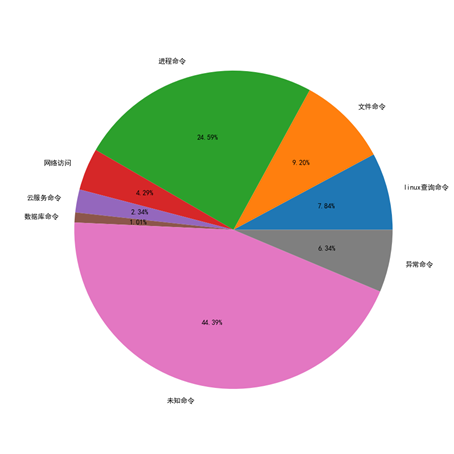 进程命令
24.59%
文件命令
9.20%
网络访问
4.29%
linux查询命令
7.84%
云服务命令
2.34%
数据库命令
1.01%
6.34%
异常命令
44.39%
未知命令